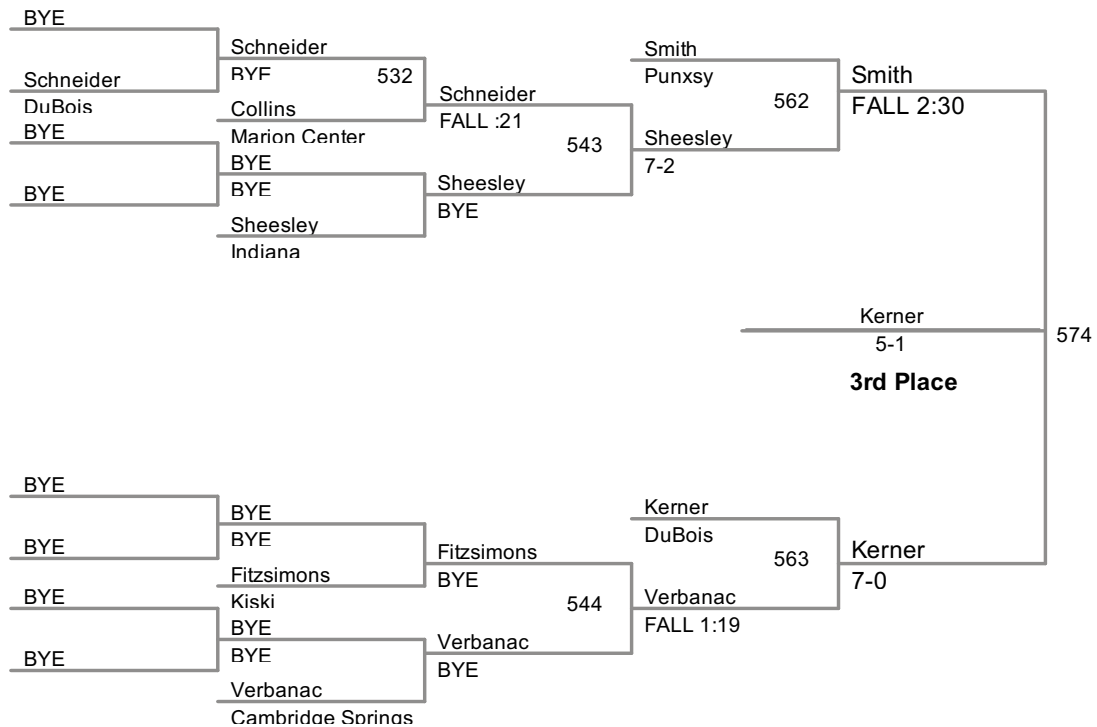 BYE
Schneider
Smith
BYE
532
Punxsy
Smith
Schneider
Schneider
562
DuBois
Collins
FALL 2:30
BYE
Marion Center
FALL :21
543
Sheesley
BYE
7-2
BYE
BYE
Sheesley
Sheesley
BYE
Indiana
Kerner
574
5-1
3rd Place
BYE
BYE
Kerner
BYE
BYE
DuBois
Fitzsimons
563
Kerner
Fitzsimons
BYE
7-0
BYE
Kiski
544
Verbanac
BYE
Verbanac
FALL 1:19
BYE
BYE
BYE
Verbanac
Cambridge Springs